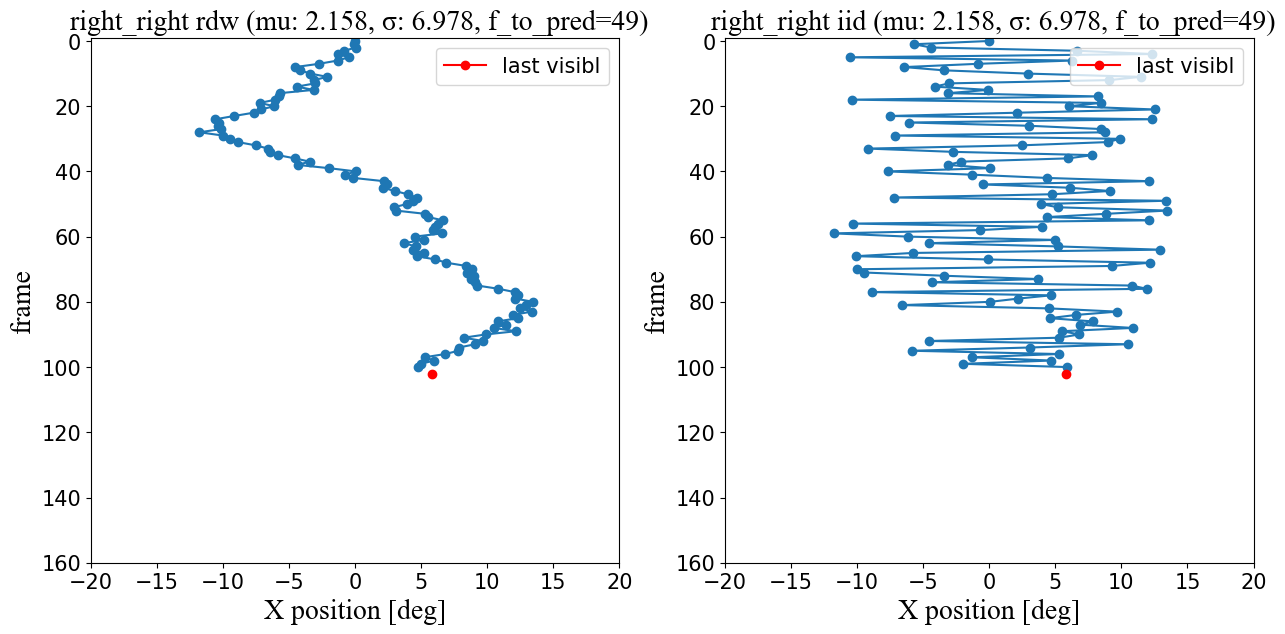 right_right rdw (mu: 2.158, σ: 6.978, f_to_pred=49)
last visibl
0
20
40
60
80
100
120
140
160
frame
−20 −15 −10 −5 0 5 10 15 20
X position [deg]
right_right iid (mu: 2.158, σ: 6.978, f_to_pred=49)
last visibl
0
20
40
60
80
100
120
140
160
frame
−20 −15 −10 −5 0 5 10 15 20
X position [deg]